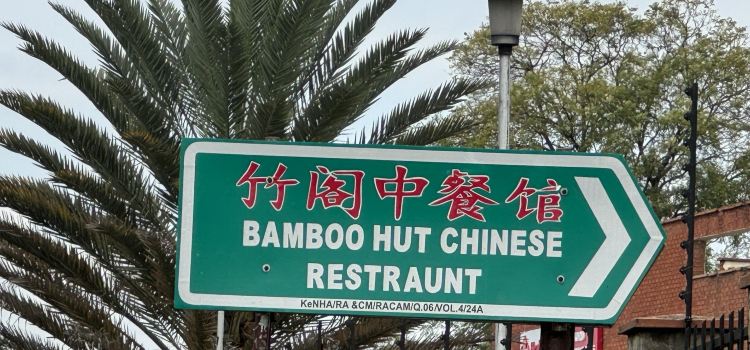 竹阁中餐馆
BAMBOO HUT CHINESE
RESTRAUNT
KeNHA/RA &CM/RACAM/Q.06/VOL.4/24A